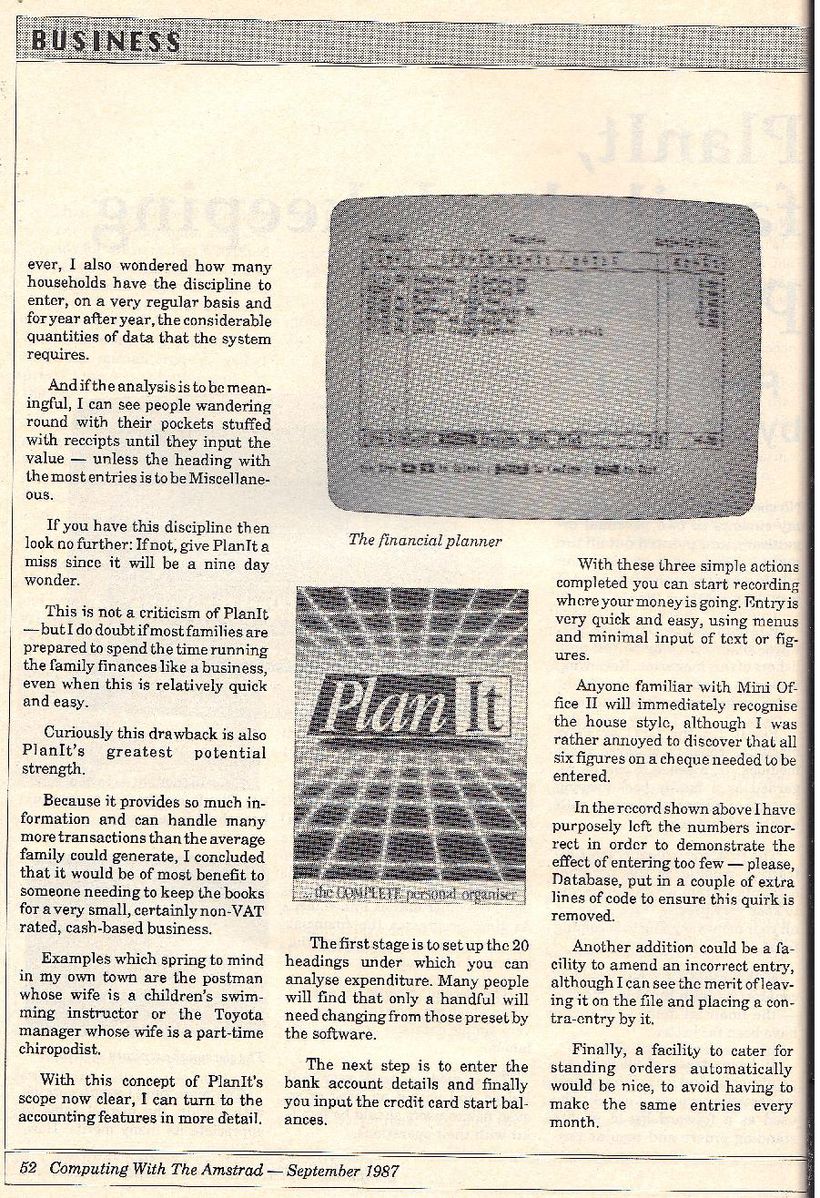 BUSINESS
ever, I also wondered how many
households have the discipline to
enter, on a very regular basis and
for year after year, the considerable
quantities of data that the system
requires.
And if the analysis is to be mean-
ingful, I can see people wandering
round with their pockets stuffed
with receipts until they input the
value — unless the heading with
the most entries is to be Miscellane-
ous.
If you have this discipline then
look no further: If not, give PlanIt a
miss since it will be a nine day
wonder.
This is not a criticism of PlanIt
— but I do doubt if most families are
prepared to spend the time running
the family finances like a business,
even when this is relatively quick
and easy.
Curiously this drawback is also
PlanIt's greatest potential
strength.
Because it provides so much in-
formation and can handle many
more transactions than the average
family could generate, I concluded
that it would be of most benefit to
someone needing to keep the books
for a very small, certainly non-VAT
rated, cash-based business.
Examples which spring to mind
in my own town are the postman
whose wife is a children's swim-
ming instructor or the Toyota
manager whose wife is a part-time
chiropodist.
With this concept of PlanIt's
scope now clear, I can turn to the
accounting features in more detail.
The financial planner
Plan It
...the COMPLETE personal organiser
The first stage is to set up the 20
headings under which you can
analyse expenditure. Many people
will find that only a handful will
need changing from those preset by
the software.
The next step is to enter the
bank account details and finally
you input the credit card start bal-
ances.
With these three simple actions
completed you can start recording
where your money is going. Entry is
very quick and easy, using menus
and minimal input of text or fig-
ures.
Anyone familiar with Mini Of-
fice II will immediately recognise
the house style, although I was
rather annoyed to discover that all
six figures on a cheque needed to be
entered.
In the record shown above I have
purposely left the numbers incor-
rect in order to demonstrate the
effect of entering too few — please,
Database, put in a couple of extra
lines of code to ensure this quirk is
removed.
Another addition could be a fa-
cility to amend an incorrect entry,
although I can see the merit of leav-
ing it on the file and placing a con-
tra-entry by it.
Finally, a facility to cater for
standing orders automatically
would be nice, to avoid having to
make the same entries every
month.
52 Computing With The Amstrad — September 1987